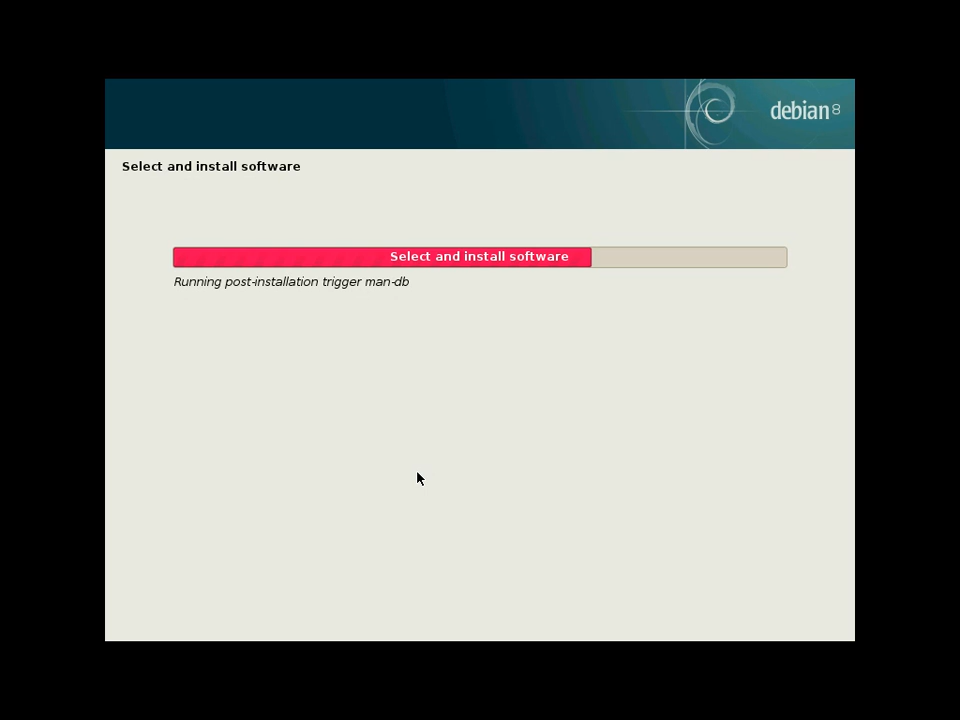 debian 8
Select and install software
Select and install software
Running post-installation trigger man-db